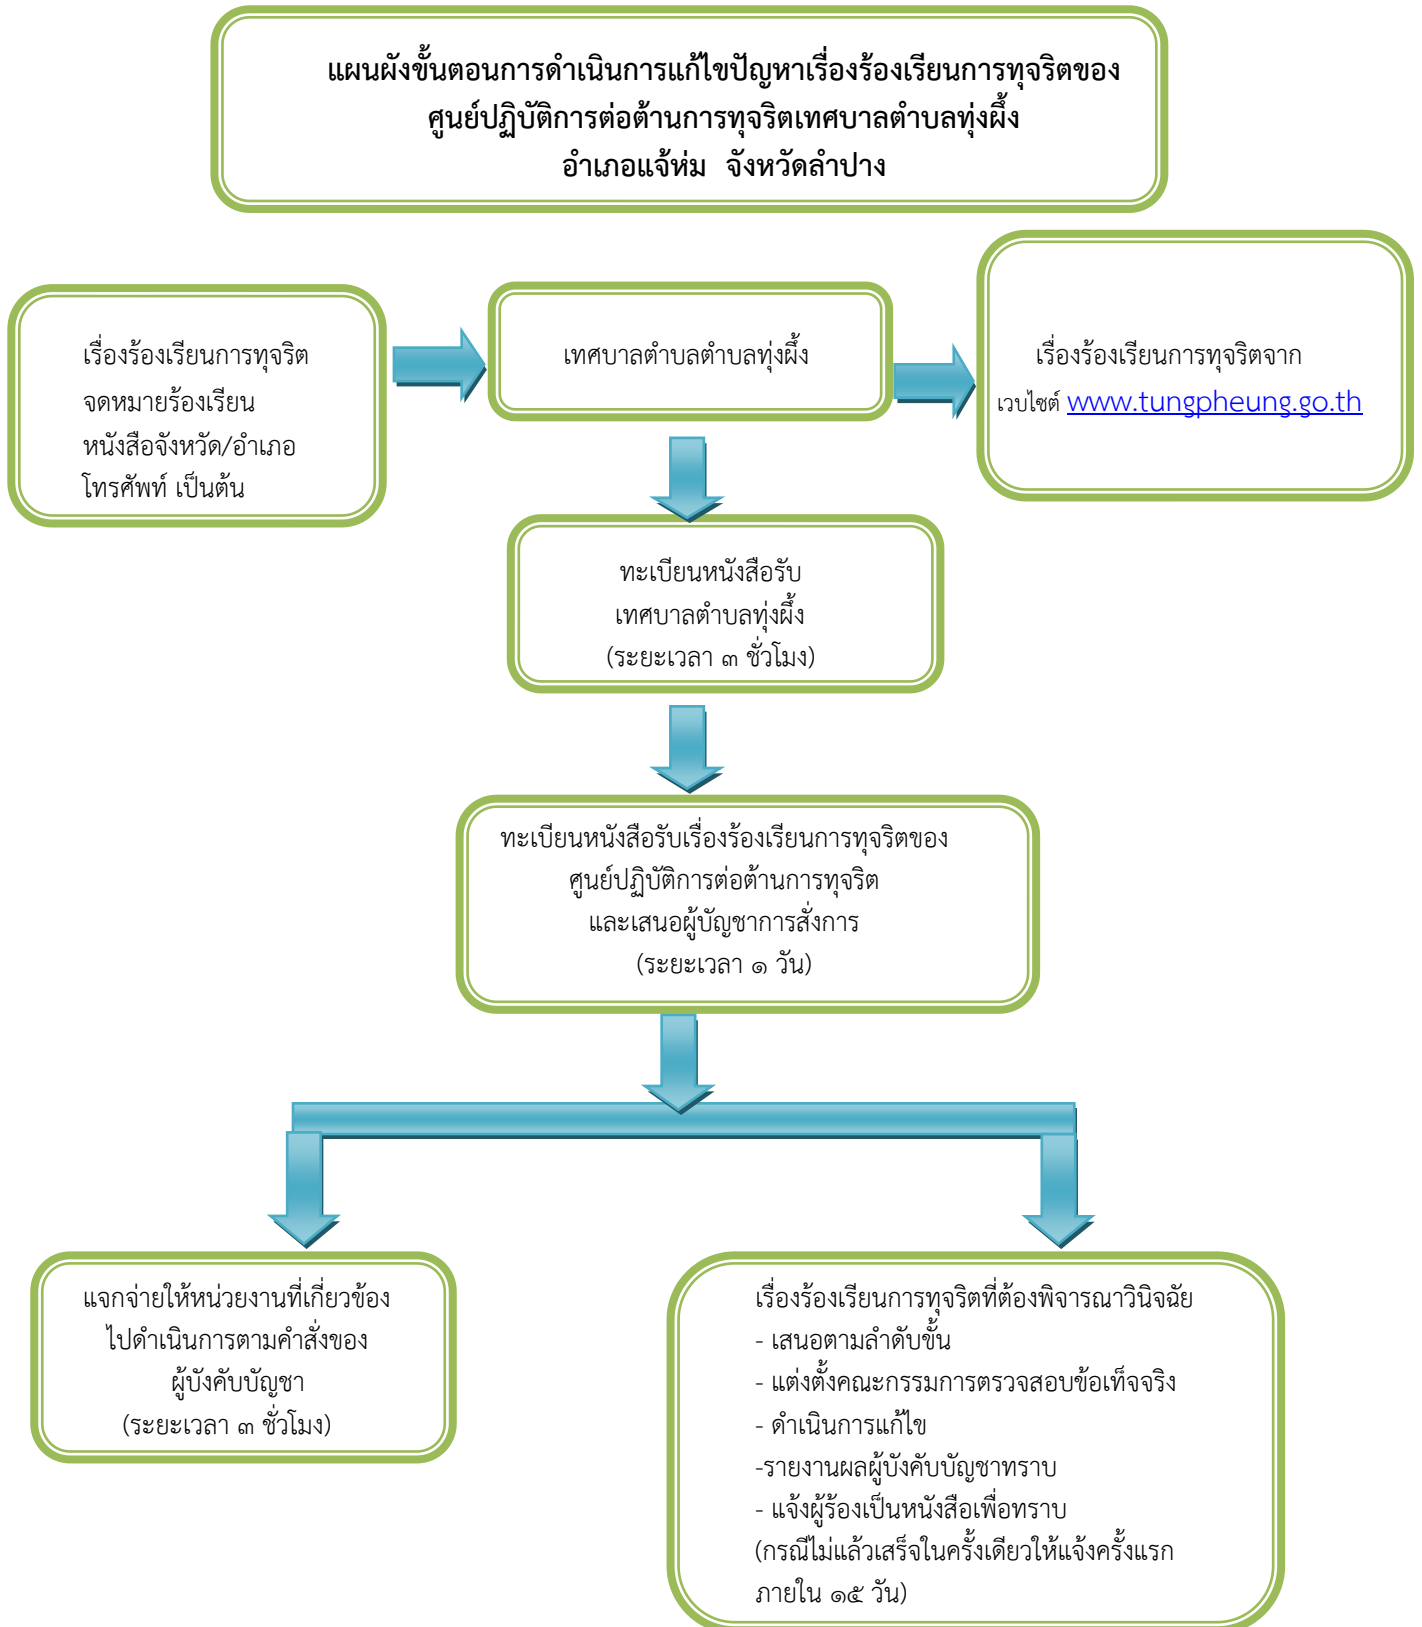 แผนผังขั้นตอนการดำเนินการแก้ไขปัญหาเรื่องร้องเรียนการทุจริตของ
ศูนย์ปฏิบัติการต่อต้านการทุจริตเทศบาลตำบลทุ่งผึ้ง
อำเภอแจ้ห่ม จังหวัดลำปาง
เรื่องร้องเรียนการทุจริต
จดหมายร้องเรียน
หนังสือจังหวัด/อำเภอ
โทรศัพท์ เป็นต้น
เทศบาลตำบลตำบลทุ่งผึ้ง
เรื่องร้องเรียนการทุจริตจาก
เวบไซต์ www.tungpheung.go.th
ทะเบียนหนังสือรับ
เทศบาลตำบลทุ่งผึ้ง
(ระยะเวลา ๓ ชั่วโมง)
ทะเบียนหนังสือรับเรื่องร้องเรียนการทุจริตของ
ศูนย์ปฏิบัติการต่อต้านการทุจริต
และเสนอผู้บัญชาการสั่งการ
(ระยะเวลา ๑ วัน)
แจกจ่ายให้หน่วยงานที่เกี่ยวข้อง
ไปดำเนินการตามคำสั่งของ
ผู้บังคับบัญชา
(ระยะเวลา ๓ ชั่วโมง)
เรื่องร้องเรียนการทุจริตที่ต้องพิจารณาวินิจฉัย
- เสนอตามลำดับขั้น
- แต่งตั้งคณะกรรมการตรวจสอบข้อเท็จจริง
- ดำเนินการแก้ไข
-รายงานผลผู้บังคับบัญชาทราบ
- แจ้งผู้ร้องเป็นหนังสือเพื่อทราบ
(กรณีไม่แล้วเสร็จในครั้งเดียวให้แจ้งครั้งแรก
ภายใน ๑๕ วัน)